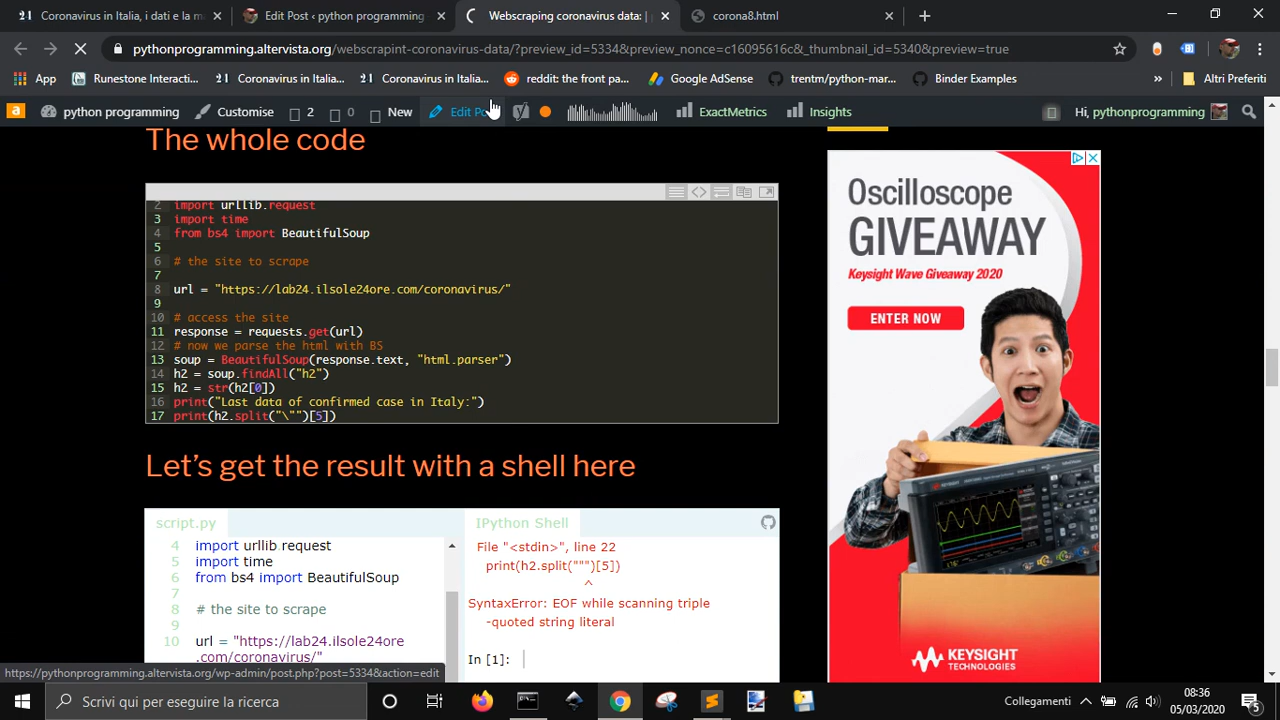 Coronavirus in Italia, i dati e la m
Edit Post ‹ python programming
Webscraping coronavirus data: |
corona8.html
pythonprogramming.altervista.org/webscrapint-coronavirus-data/?preview_id=5334&preview_nonce=c16095616c&_thumbnail_id=5340&preview=true
App
Runestone Interacti...
Coronavirus in Italia...
Coronavirus in Italia...
reddit: the front pa...
Google AdSense
trentm/python-mar...
Binder Examples
»
Altri Preferiti
python programming
Customise
2
0
New
Edit Po
ExactMetrics
Insights
Hi, pythonprogramming
The whole code
2 import urllib.request
3 import time
4 from bs4 import BeautifulSoup
5
6 # the site to scrape
7
8 url = "https://lab24.ilsole24ore.com/coronavirus/"
9
10 # access the site
11 response = requests.get(url)
12 # now we parse the html with BS
13 soup = BeautifulSoup(response.text, "html.parser")
14 h2 = soup.findAll("h2")
15 h2 = str(h2[0])
16 print("Last data of confirmed case in Italy:")
17 print(h2.split("\"")[5])
Let's get the result with a shell here
script.py
4 import urllib.request
5 import time
6 from bs4 import BeautifulSoup
7
8 # the site to scrape
9
10 url = "https://lab24.ilsole24ore
.com/coronavirus/"
IPython Shell
File "<stdin>", line 22
print(h2.split(""")[5])
^
SyntaxError: EOF while scanning triple
-quoted string literal
In [1]:
Oscilloscope
GIVEAWAY
Keysight Wave Giveaway 2020
ENTER NOW
KEYSIGHT
TECHNOLOGIES
https://pythonprogramming.altervista.org/wp-admin/post.php?post=5334&action=edit
Scrivi qui per eseguire la ricerca
Collegamenti
08:36
05/03/2020
5